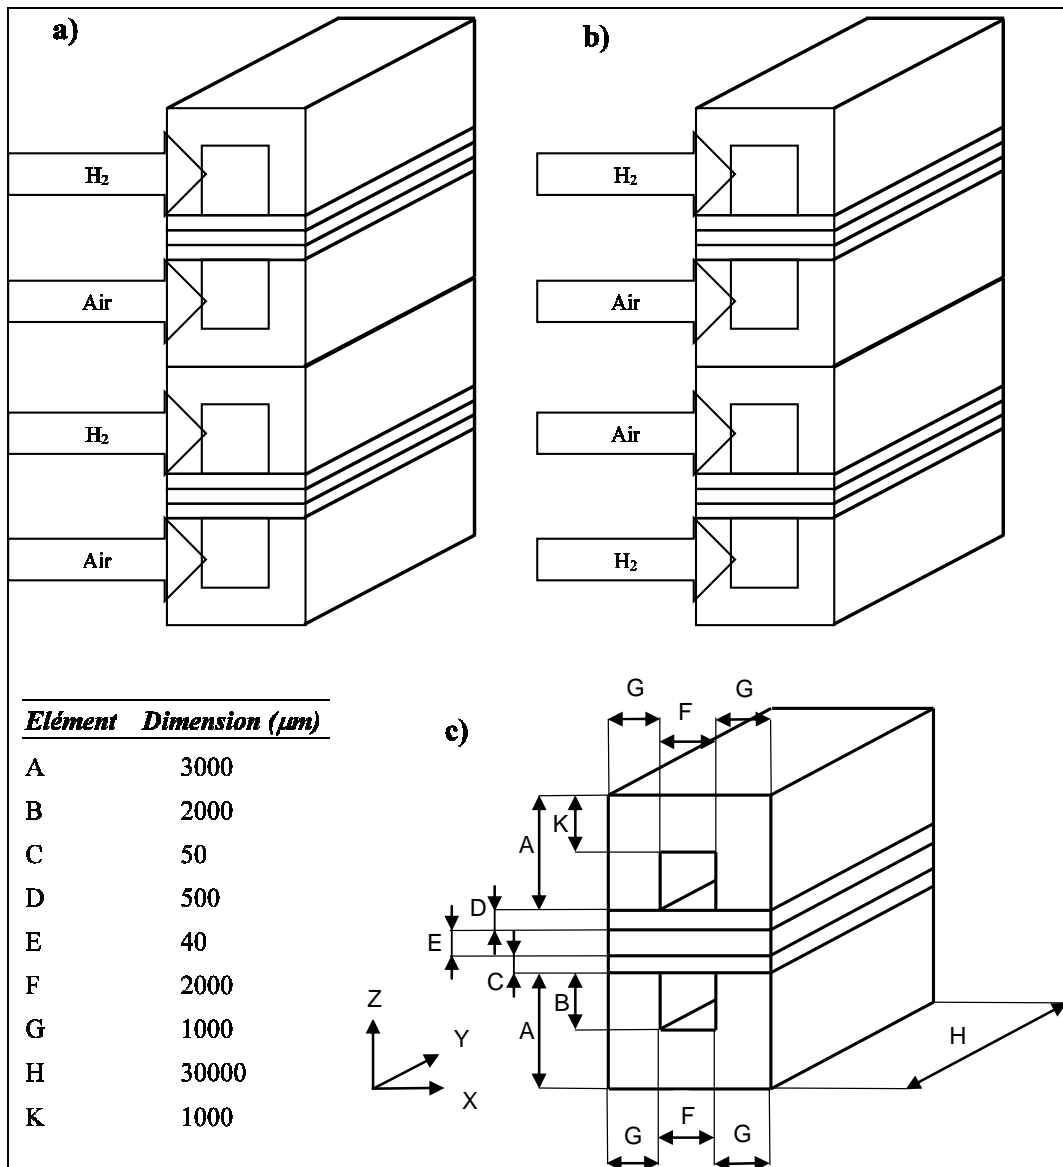 a)
H₂
Air
H₂
Air
b)
H₂
Air
Air
H₂
Elément Dimension (μm)
A 3000
B 2000
C 50
D 500
E 40
F 2000
G 1000
H 30000
K 1000
c)
G
F
G
K
A
D
E
C
B
A
Z
Y
X
H
G
F
G